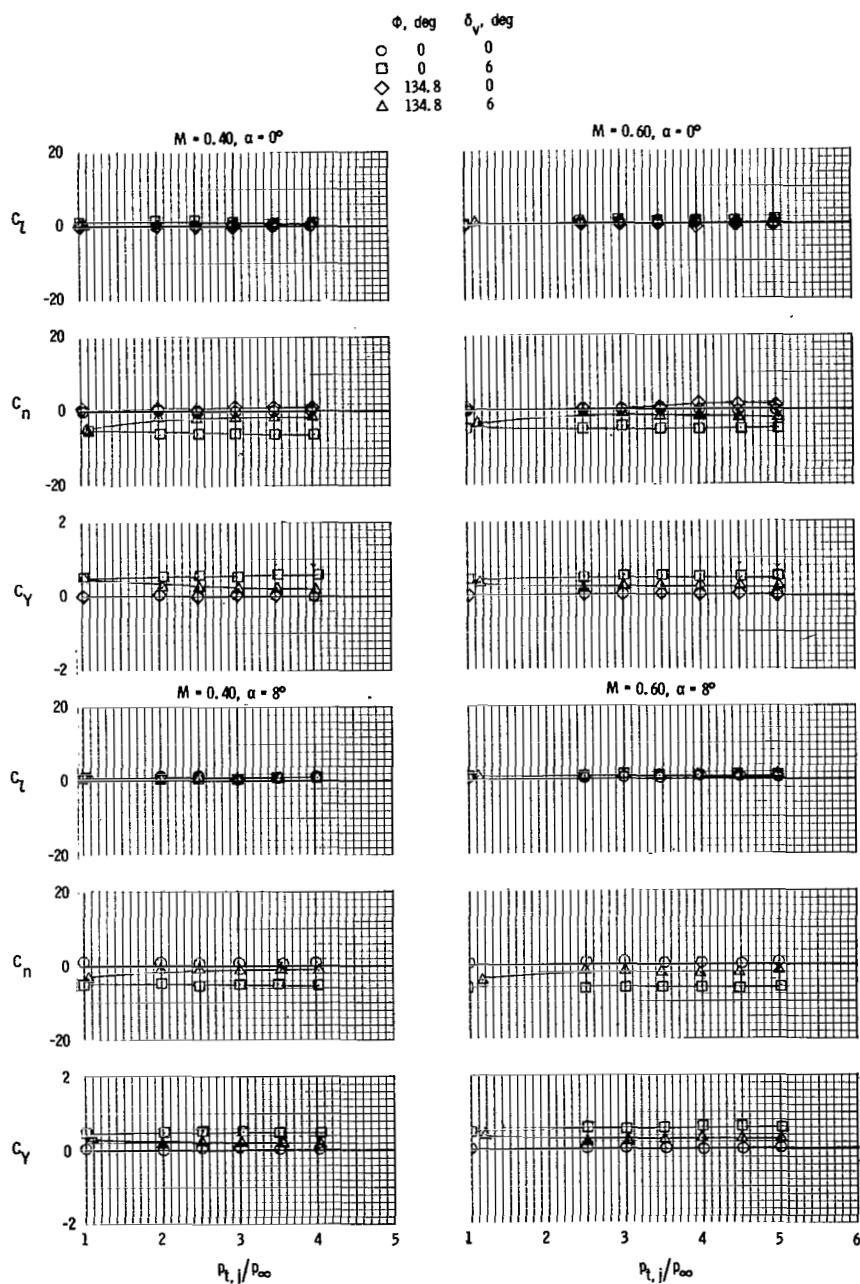 Φ, deg δv, deg
○ 0 0
□ 0 6
◇ 134.8 0
△ 134.8 6
M = 0.40, α = 0° M = 0.60, α = 0°
20
Cl 0
-20
20
Cn 0
-20
2
CY 0
-2
M = 0.40, α = 8° M = 0.60, α = 8°
20
Cl 0
-20
20
Cn 0
-20
2
CY 0
-2
1 2 3 4 5 1 2 3 4 5 6
pt,j/p∞ pt,j/p∞